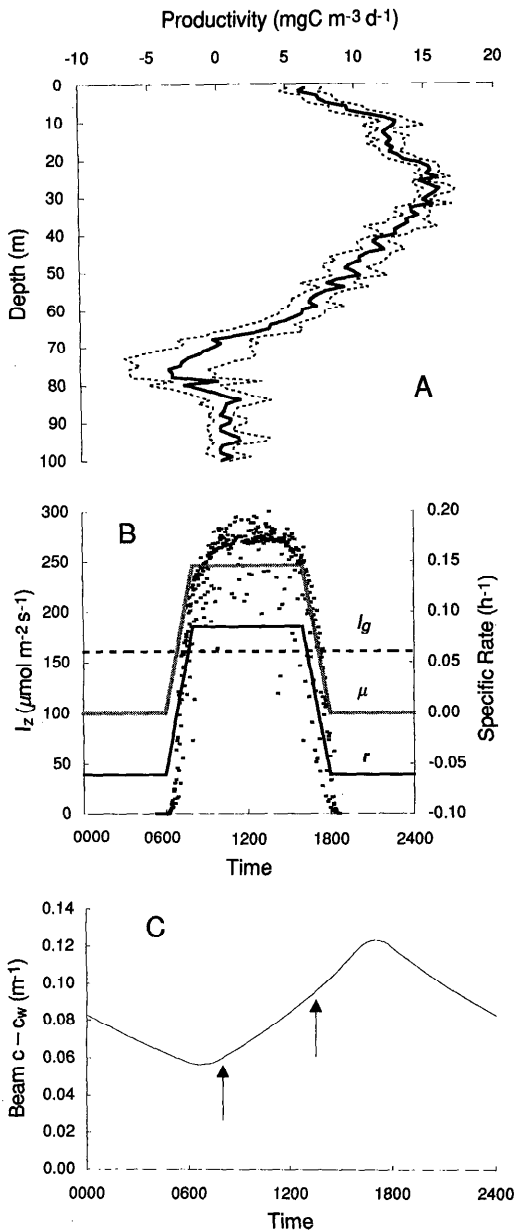 Productivity (mgC m-3 d-1)
-10 -5 0 5 10 15 20
0
10
20
30
40
50
60
70
80
90
100
Depth (m)
A
B
300
250
200
150
100
50
0
Iz (μmol m-2 s-1)
0.20
0.15
0.10
0.05
0.00
-0.05
-0.10
Specific Rate (h-1)
lg
μ
r
0000 0600 1200 1800 2400
Time
C
0.14
0.12
0.10
0.08
0.06
0.04
0.02
0.00
Beam c – cw (m-1)
0000 0600 1200 1800 2400
Time